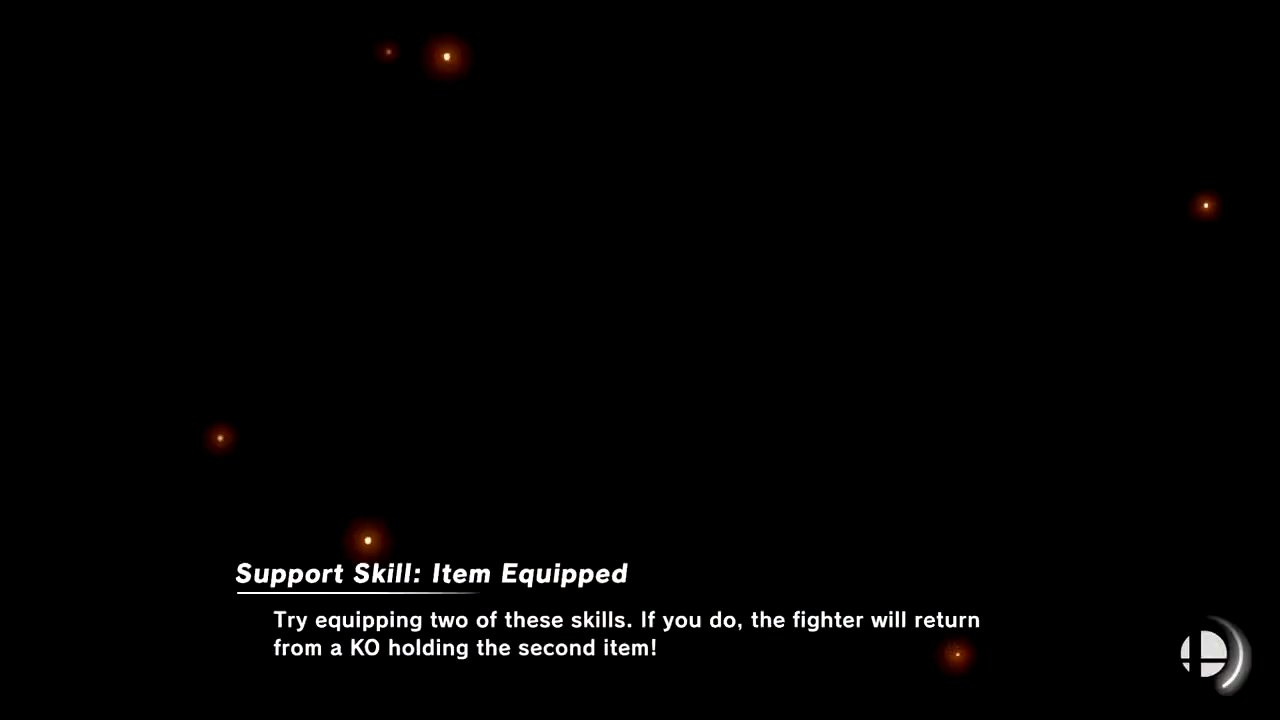 Support Skill: Item Equipped
Try equipping two of these skills. If you do, the fighter will return
from a KO holding the second item!